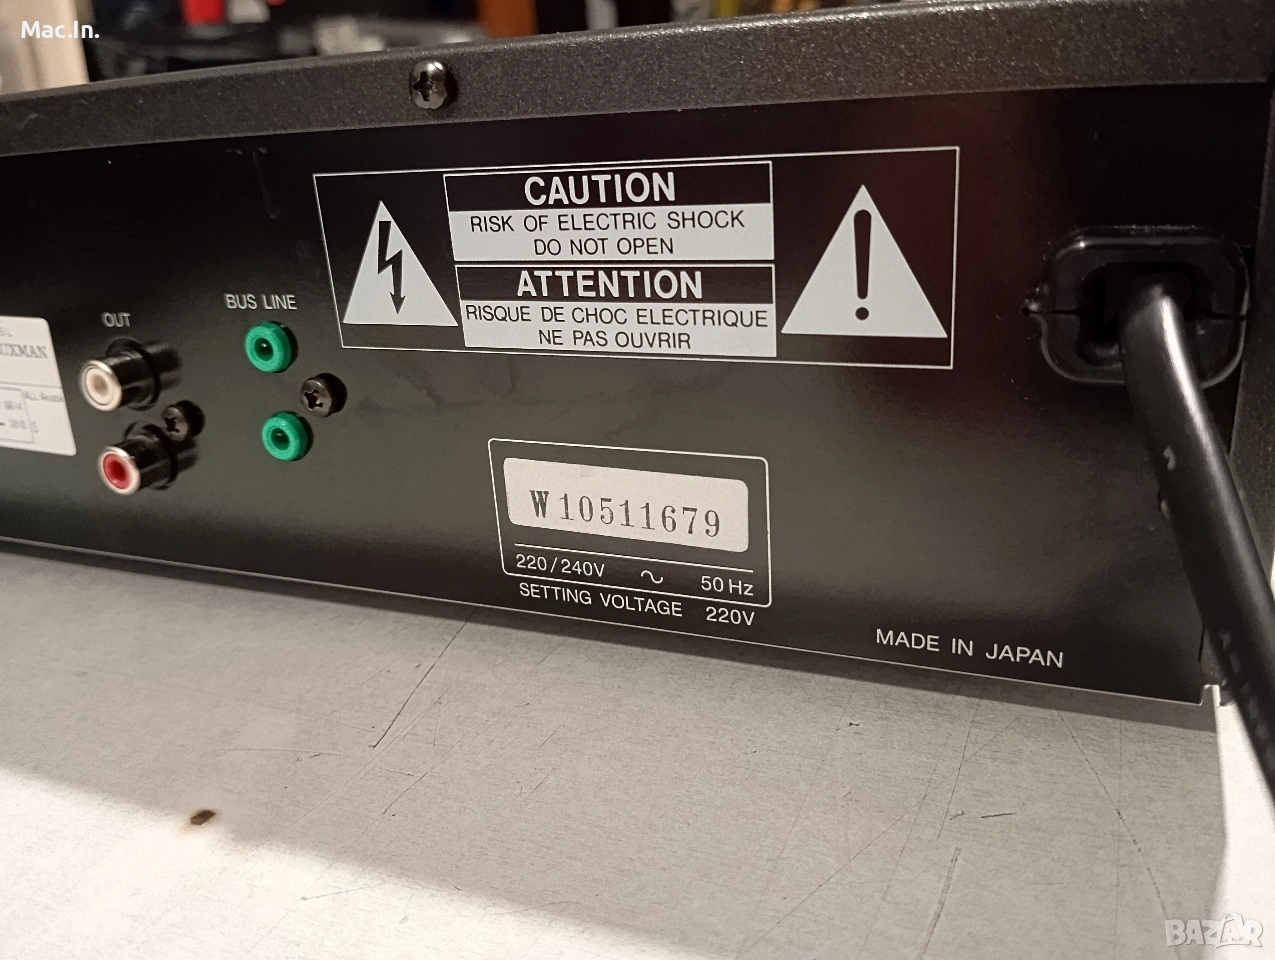 Mac.In.
CAUTION
RISK OF ELECTRIC SHOCK
DO NOT OPEN
ATTENTION
RISQUE DE CHOC ELECTRIQUE
NE PAS OUVRIR
BUS LINE
OUT
W10511679
220/240V ~ 50Hz
SETTING VOLTAGE 220V
MADE IN JAPAN
BAZAR